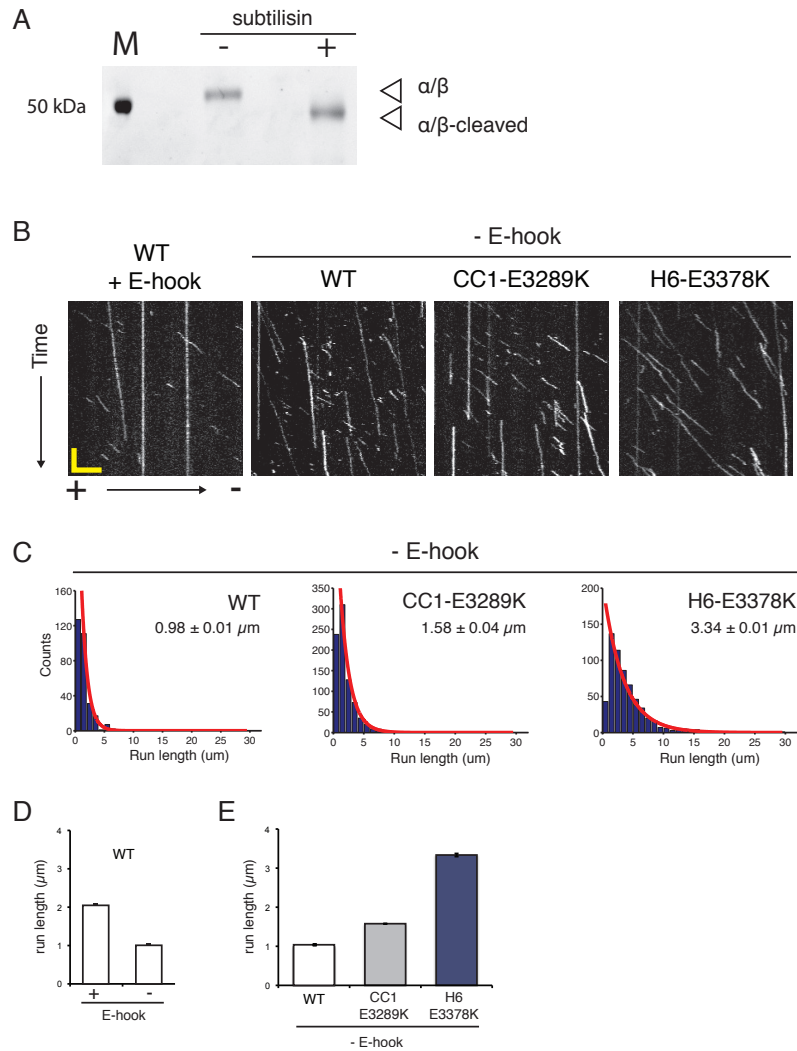 A
subtilisin
M - +
50 kDa
α/β
α/β-cleaved
B
- E-hook
WT
+ E-hook
WT CC1-E3289K H6-E3378K
Time
+ -
C
- E-hook
WT
0.98 ± 0.01 µm
CC1-E3289K
1.58 ± 0.04 µm
H6-E3378K
3.34 ± 0.01 µm
Counts
160
120
80
40
0
0 5 10 15 20 25 30
Run length (um)
350
300
250
200
150
100
50
0
0 5 10 15 20 25 30
Run length (um)
200
150
100
50
0
0 5 10 15 20 25 30
Run length (um)
D
WT
run length (µm)
4
3
2
1
0
+ -
E-hook
E
run length (µm)
4
3
2
1
0
WT CC1 H6
E3289K E3378K
- E-hook